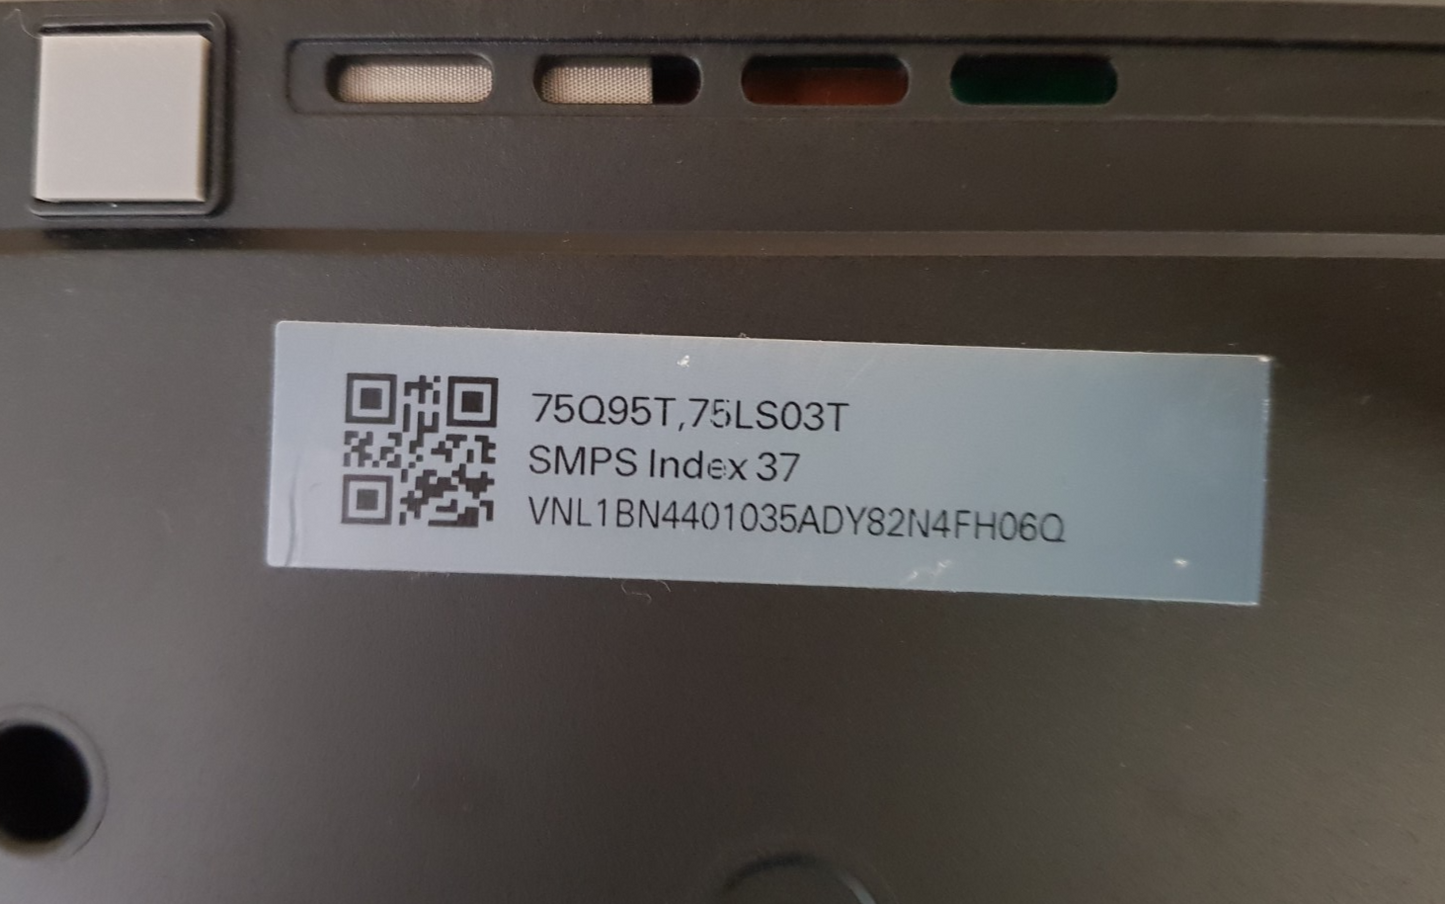 75Q95T,75LS03T
SMPS Index 37
VNL1BN4401035ADY82N4FH06Q